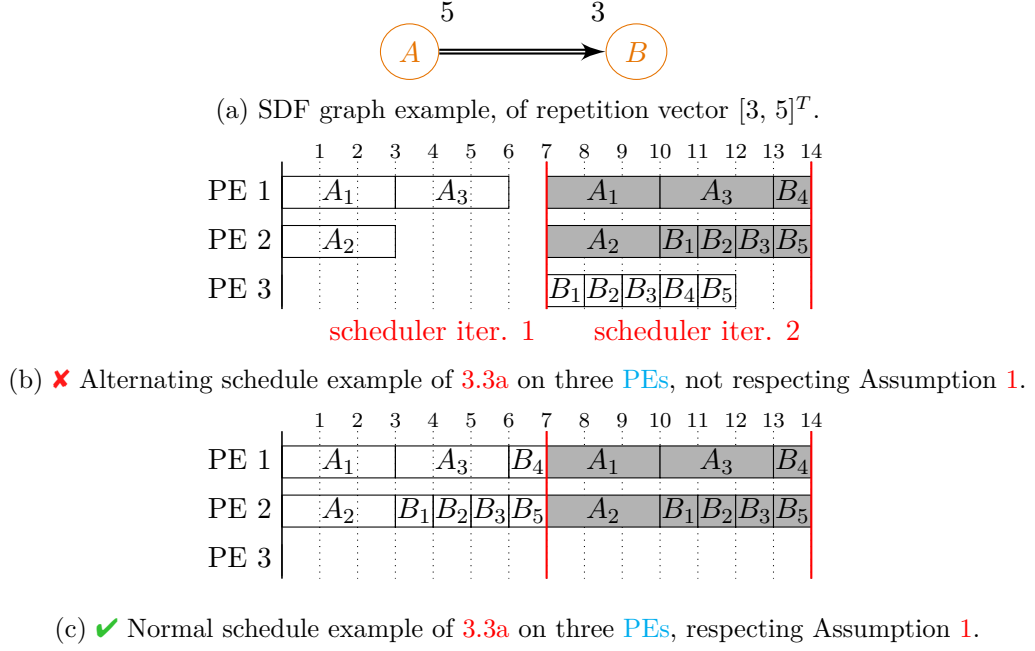 5 3
A B
(a) SDF graph example, of repetition vector [3, 5]^T.
1 2 3 4 5 6 7 8 9 10 11 12 13 14
PE 1 A₁ A₃ A₁ A₃ B₄
PE 2 A₂ A₂ B₁ B₂ B₃ B₅
PE 3 B₁ B₂ B₃ B₄ B₅
scheduler iter. 1 scheduler iter. 2
(b) ✘ Alternating schedule example of 3.3a on three PEs, not respecting Assumption 1.
1 2 3 4 5 6 7 8 9 10 11 12 13 14
PE 1 A₁ A₃ B₄ A₁ A₃ B₄
PE 2 A₂ B₁ B₂ B₃ B₅ A₂ B₁ B₂ B₃ B₅
PE 3
(c) ✔ Normal schedule example of 3.3a on three PEs, respecting Assumption 1.